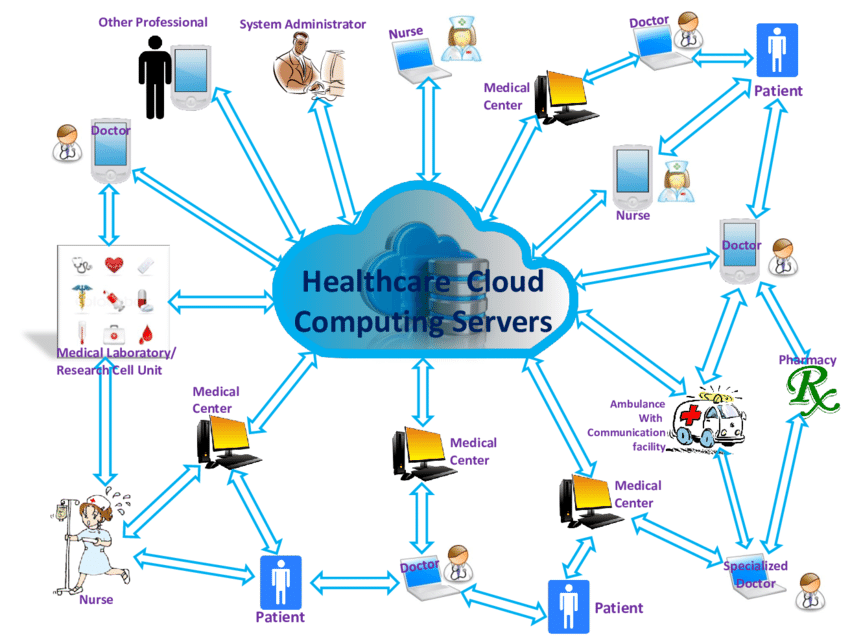 Other Professional
System Administrator
Nurse
Doctor
Medical
Center
Patient
Doctor
Nurse
Doctor
Healthcare Cloud
Computing Servers
Medical Laboratory/
Research Cell Unit
Pharmacy
Rx
Medical
Center
Ambulance
With
Communication
facility
Medical
Center
Medical
Center
Specialized
Doctor
Doctor
Nurse
Patient
Patient